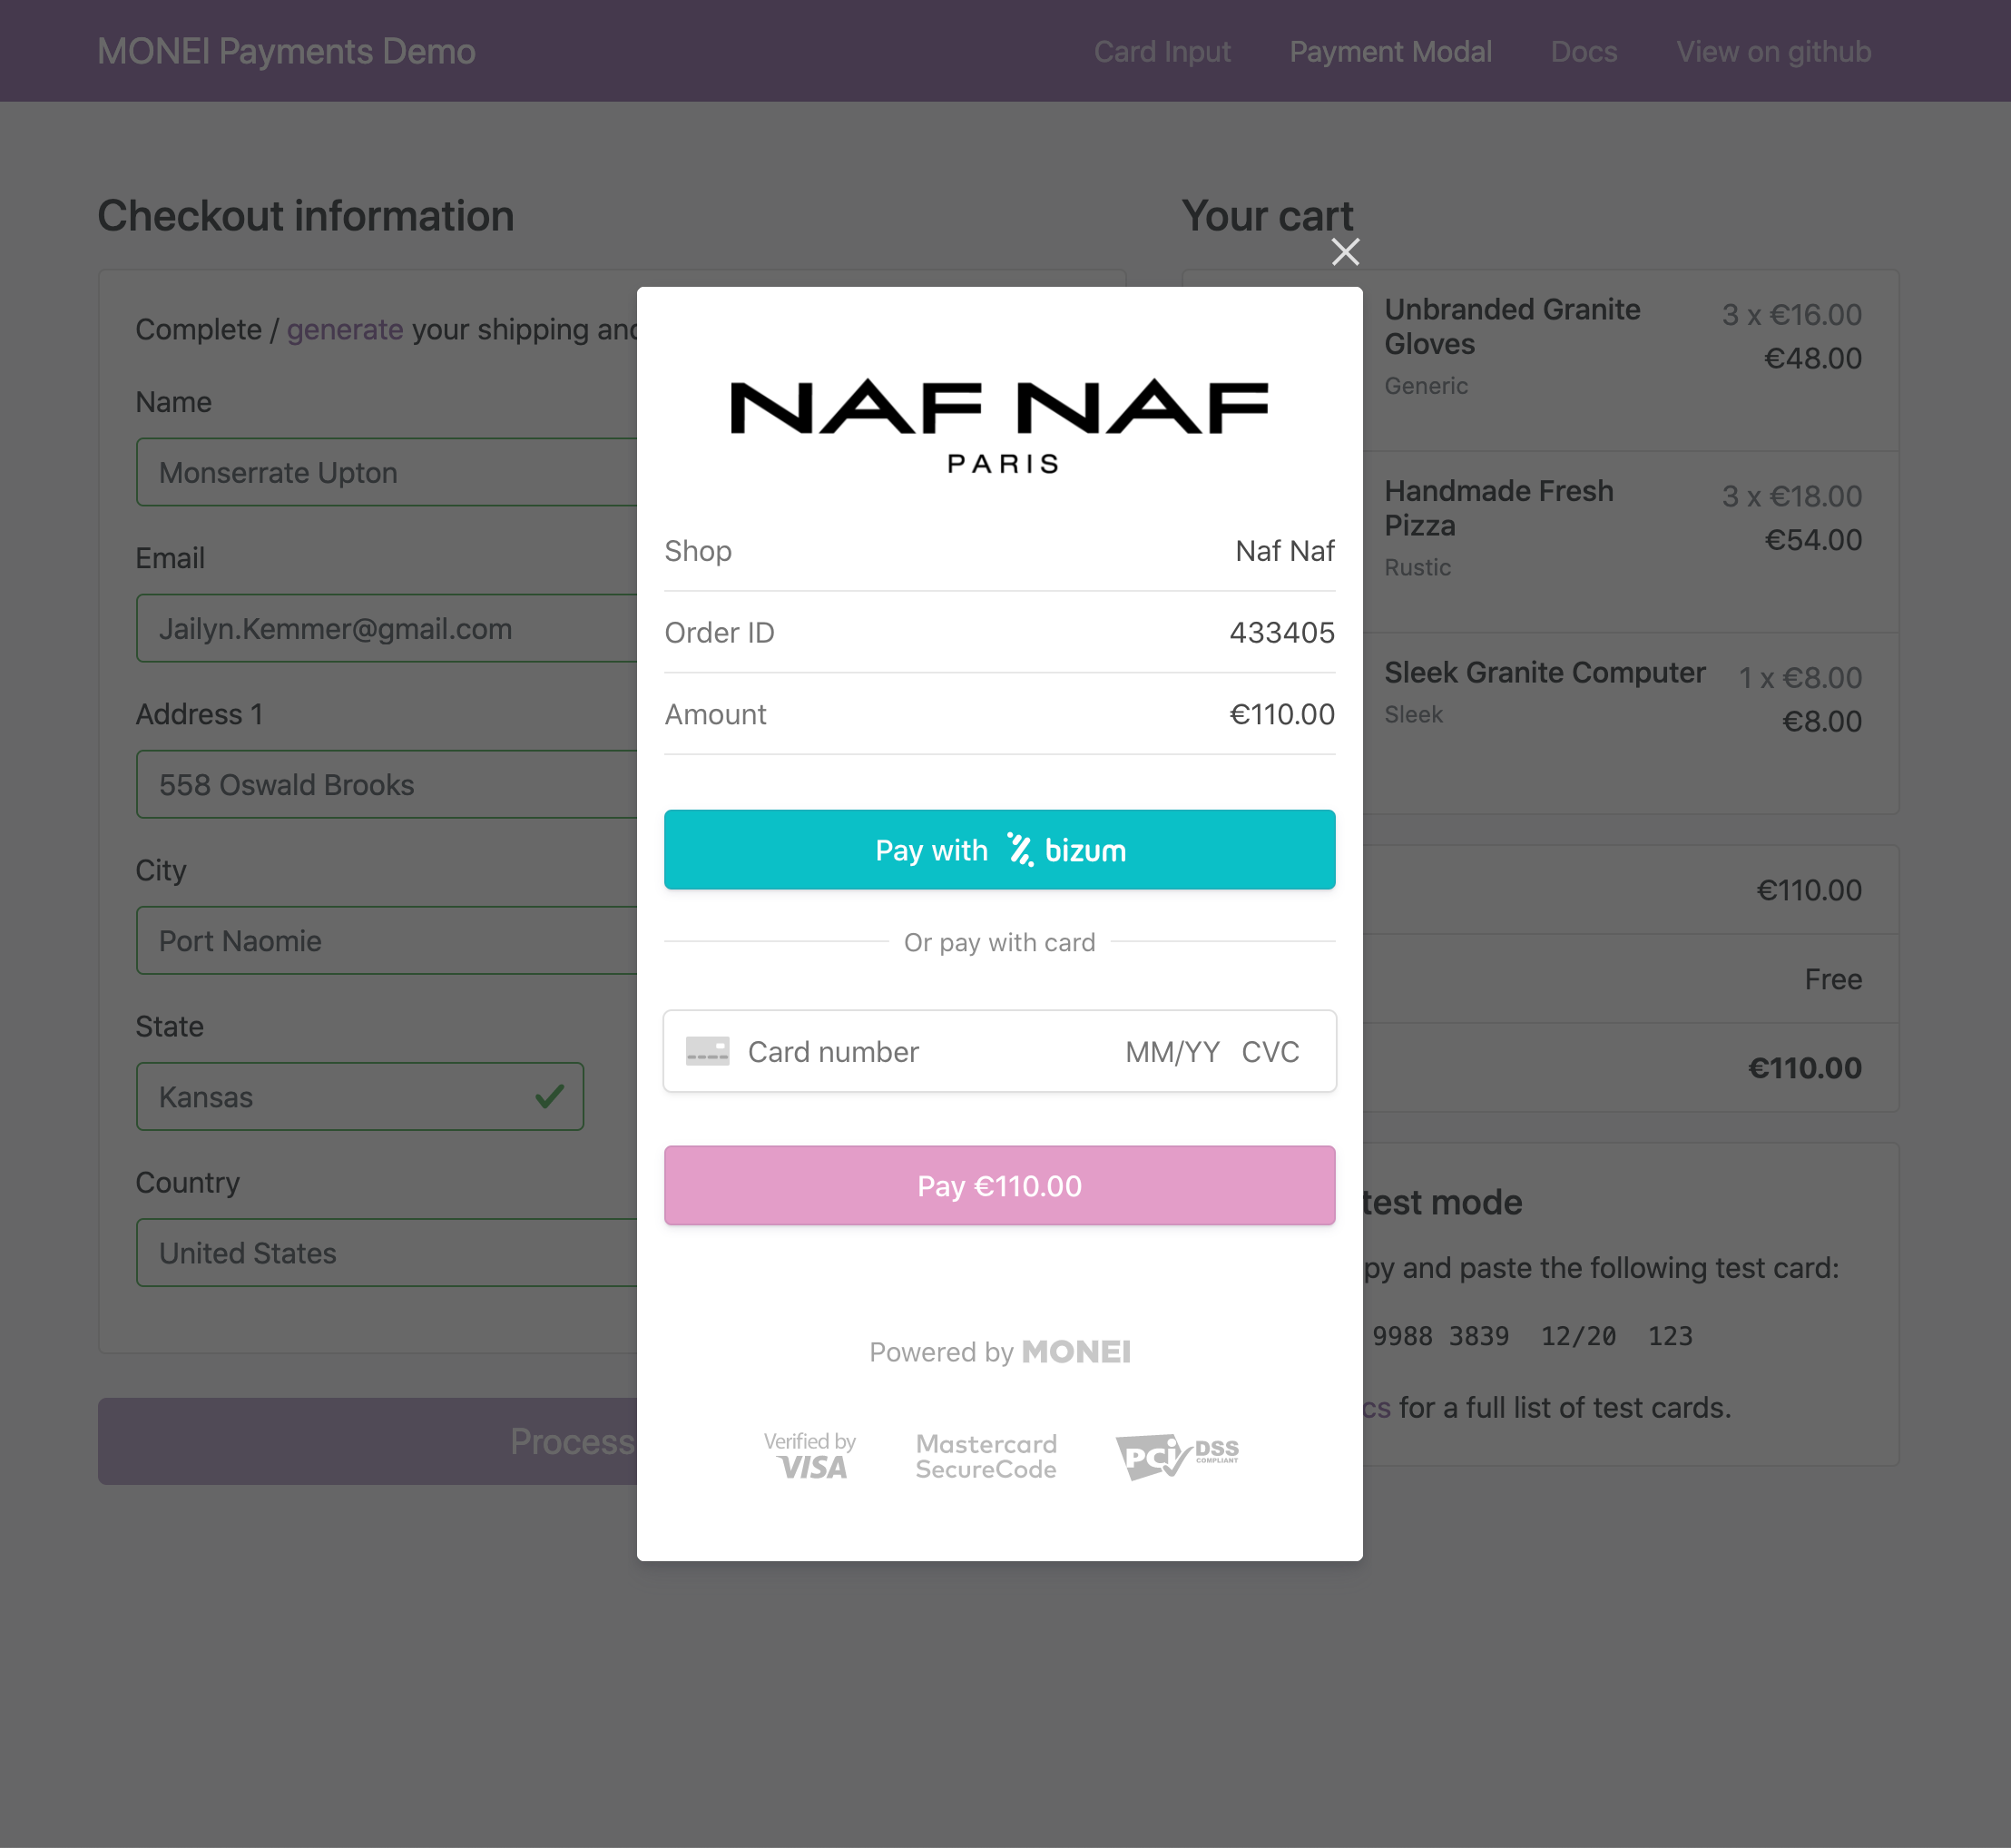 MONEI Payments Demo
Card Input
Payment Modal
Docs
View on github
Checkout information
Complete / generate your shipping and
Name
Monserrate Upton
Email
Jailyn.Kemmer@gmail.com
Address 1
558 Oswald Brooks
City
Port Naomie
State
Kansas
Country
United States
Process
NAF NAF
PARIS
Shop Naf Naf
Order ID 433405
Amount €110.00
Pay with bizum
Or pay with card
Card number MM/YY CVC
Pay €110.00
Powered by MONEI
Verified by
VISA
Mastercard
SecureCode
PCI DSS
COMPLIANT
Your cart
Unbranded Granite
Gloves
Generic
3 x €16.00
€48.00
Handmade Fresh
Pizza
Rustic
3 x €18.00
€54.00
Sleek Granite Computer
Sleek
1 x €8.00
€8.00
€110.00
Free
€110.00
test mode
py and paste the following test card:
9988 3839 12/20 123
cs for a full list of test cards.